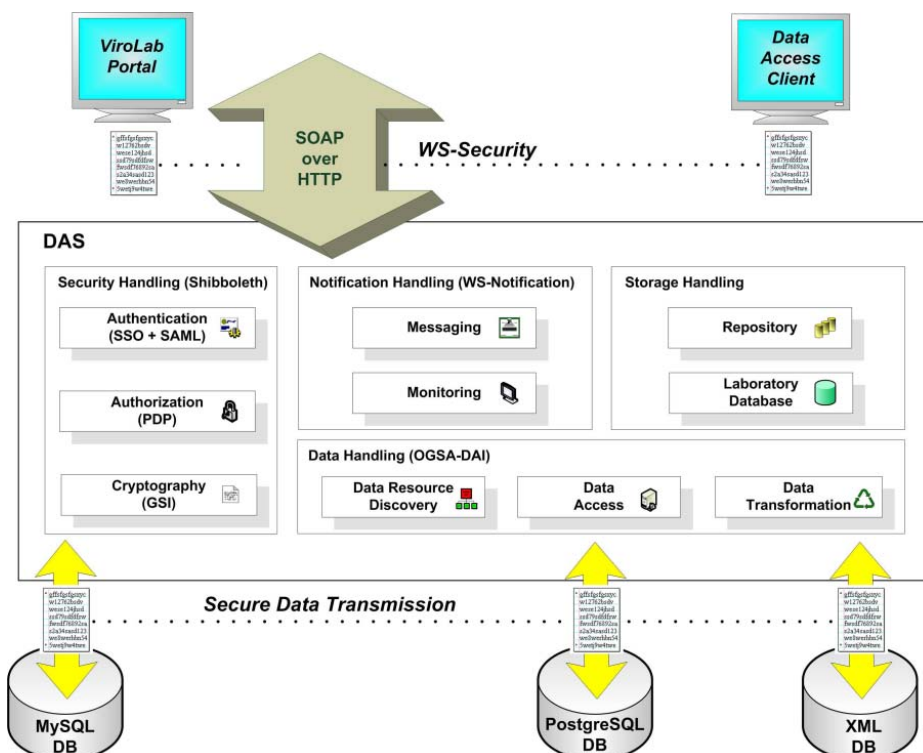 ViroLab
Portal
Data
Access
Client
SOAP
over
HTTP
WS-Security
DAS
Security Handling (Shibboleth)
Authentication
(SSO + SAML)
Authorization
(PDP)
Cryptography
(GSI)
Notification Handling (WS-Notification)
Messaging
Monitoring
Storage Handling
Repository
Laboratory
Database
Data Handling (OGSA-DAI)
Data Resource
Discovery
Data
Access
Data
Transformation
Secure Data Transmission
MySQL
DB
PostgreSQL
DB
XML
DB